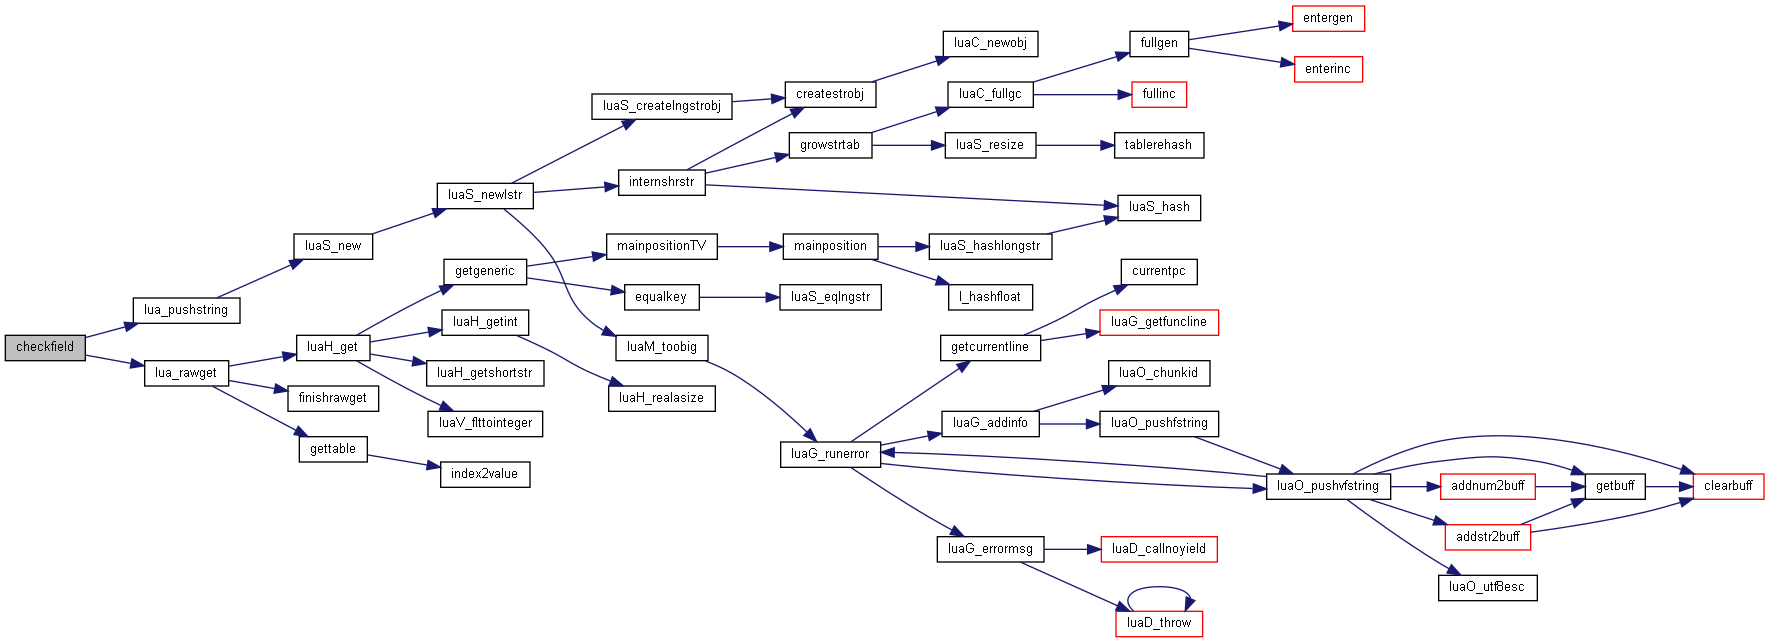 checkfield
lua_pushstring
lua_rawget
luaS_new
luaH_get
finishrawget
gettable
luaS_newlstr
getgeneric
luaH_getint
luaH_getshortstr
luaV_flttointeger
index2value
luaS_createlngstrobj
internshrstr
mainpositionTV
equalkey
luaM_toobig
luaH_realasize
createstrobj
growstrtab
mainposition
luaS_eqlngstr
luaG_runerror
luaC_newobj
luaC_fullgc
luaS_resize
luaS_hashlongstr
l_hashfloat
getcurrentline
luaG_addinfo
luaG_errormsg
fullgen
fullinc
tablerehash
luaS_hash
currentpc
luaG_getfuncline
luaO_chunkid
luaO_pushfstring
luaD_callnoyield
luaD_throw
entergen
enterinc
luaO_pushvfstring
addnum2buff
addstr2buff
luaO_utf8esc
getbuff
clearbuff